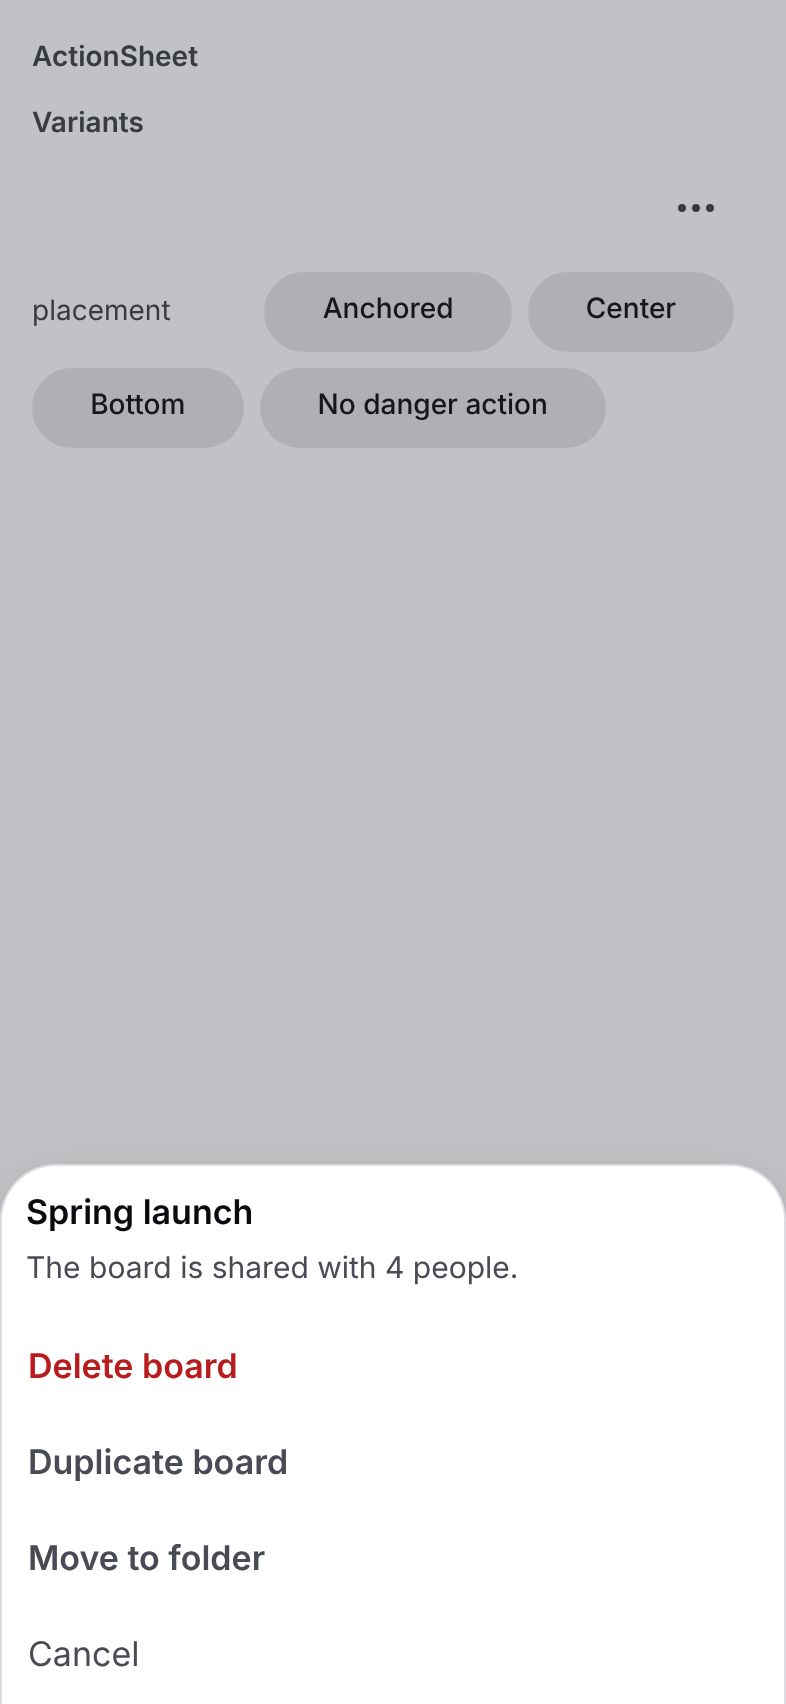 ActionSheet
Variants
placement
Anchored
Center
Bottom
No danger action
Spring launch
The board is shared with 4 people.
Delete board
Duplicate board
Move to folder
Cancel